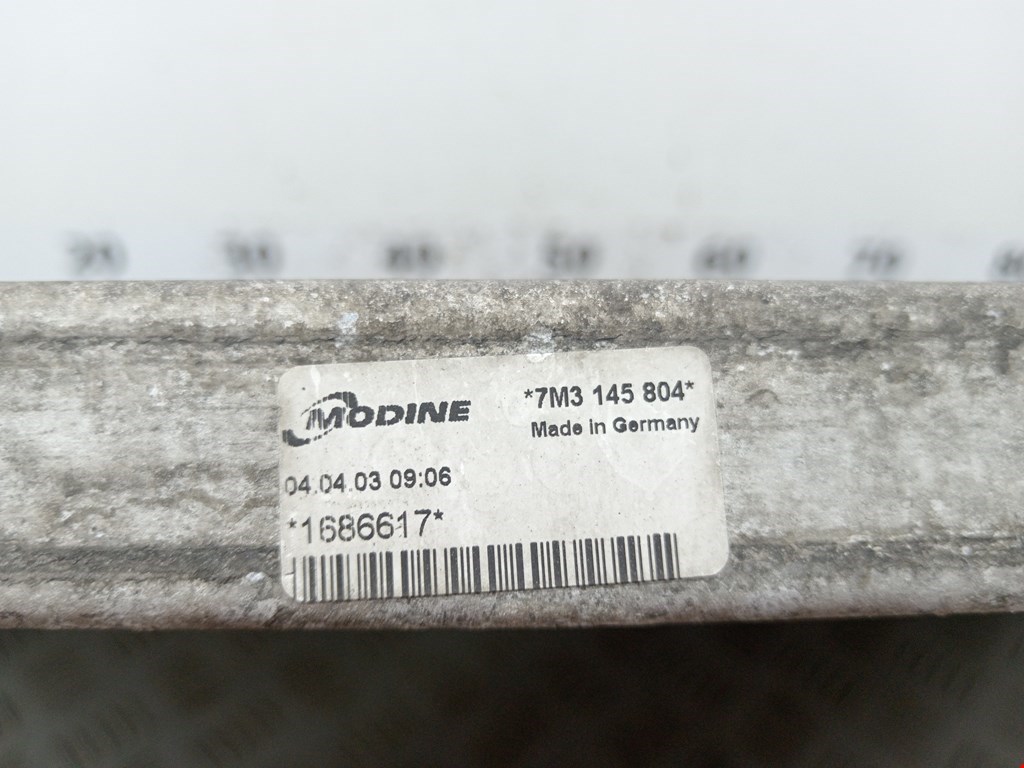 MODINE
*7M3 145 804*
Made in Germany
04.04.03 09:06
*1686617*